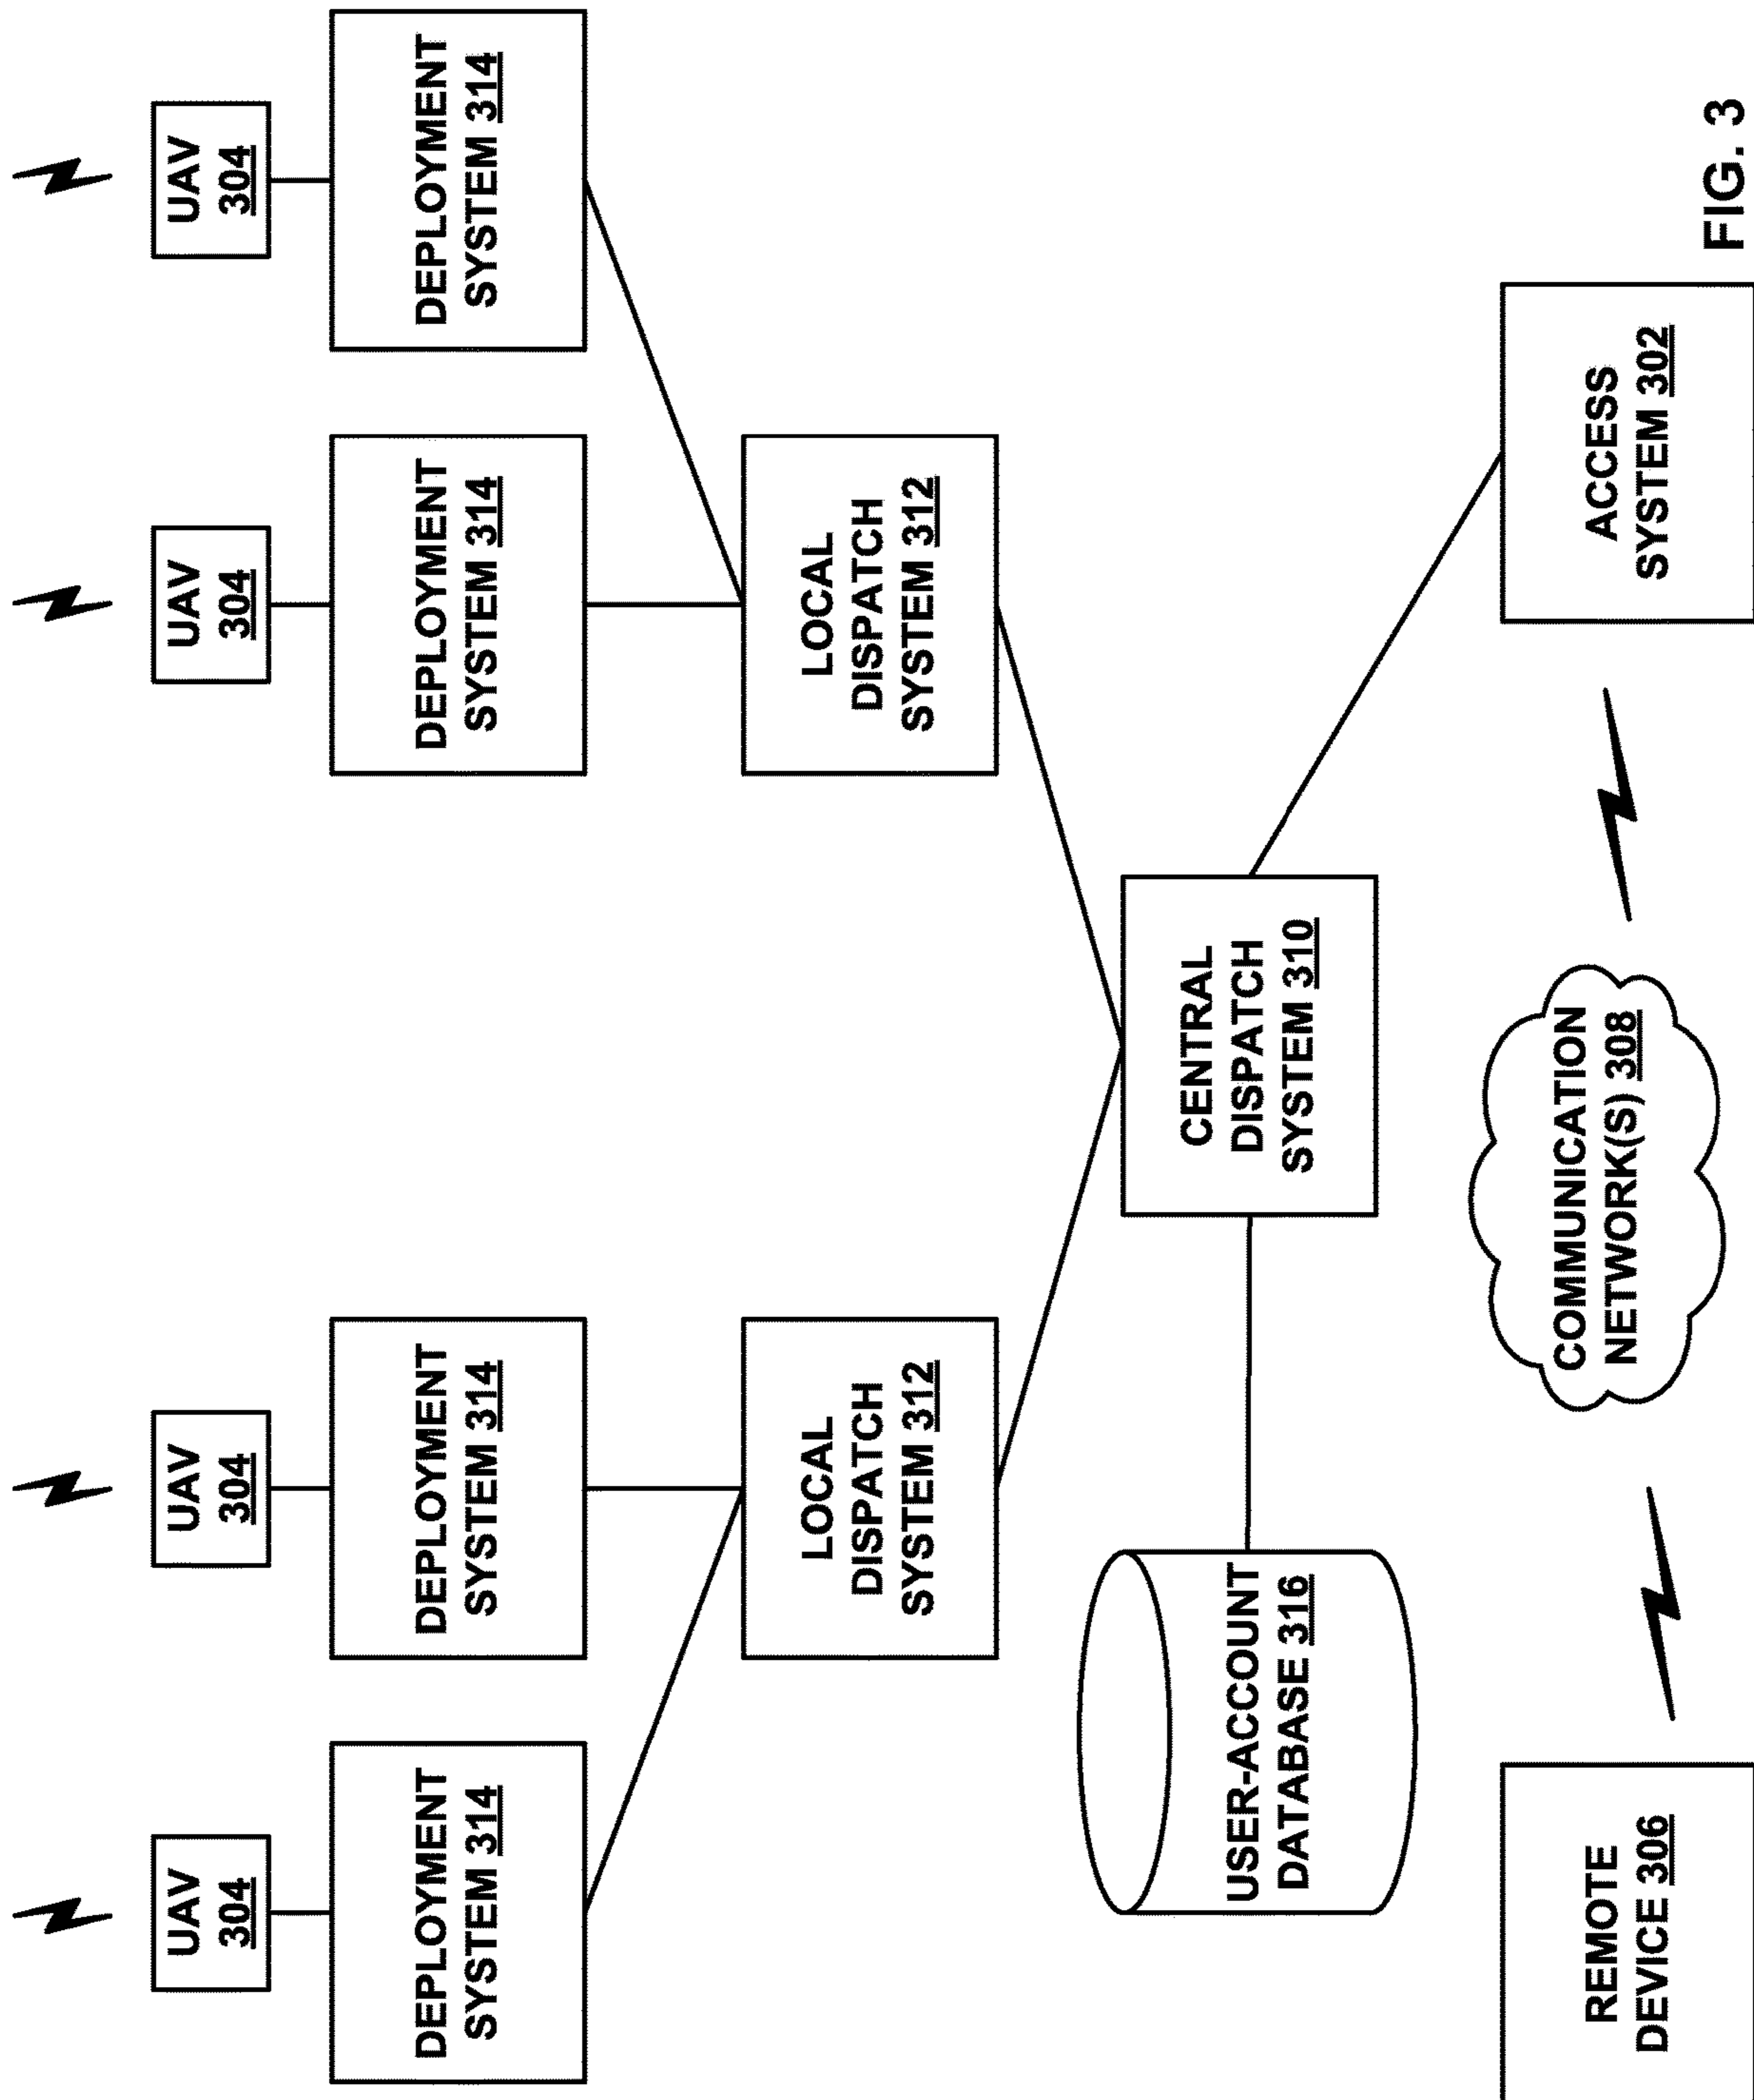 UAV
304
UAV
304
UAV
304
UAV
304
DEPLOYMENT
SYSTEM 314
DEPLOYMENT
SYSTEM 314
DEPLOYMENT
SYSTEM 314
DEPLOYMENT
SYSTEM 314
LOCAL
DISPATCH
SYSTEM 312
LOCAL
DISPATCH
SYSTEM 312
CENTRAL
DISPATCH
SYSTEM 310
USER-ACCOUNT
DATABASE 316
REMOTE
DEVICE 306
COMMUNICATION
NETWORK(S) 308
ACCESS
SYSTEM 302
FIG. 3